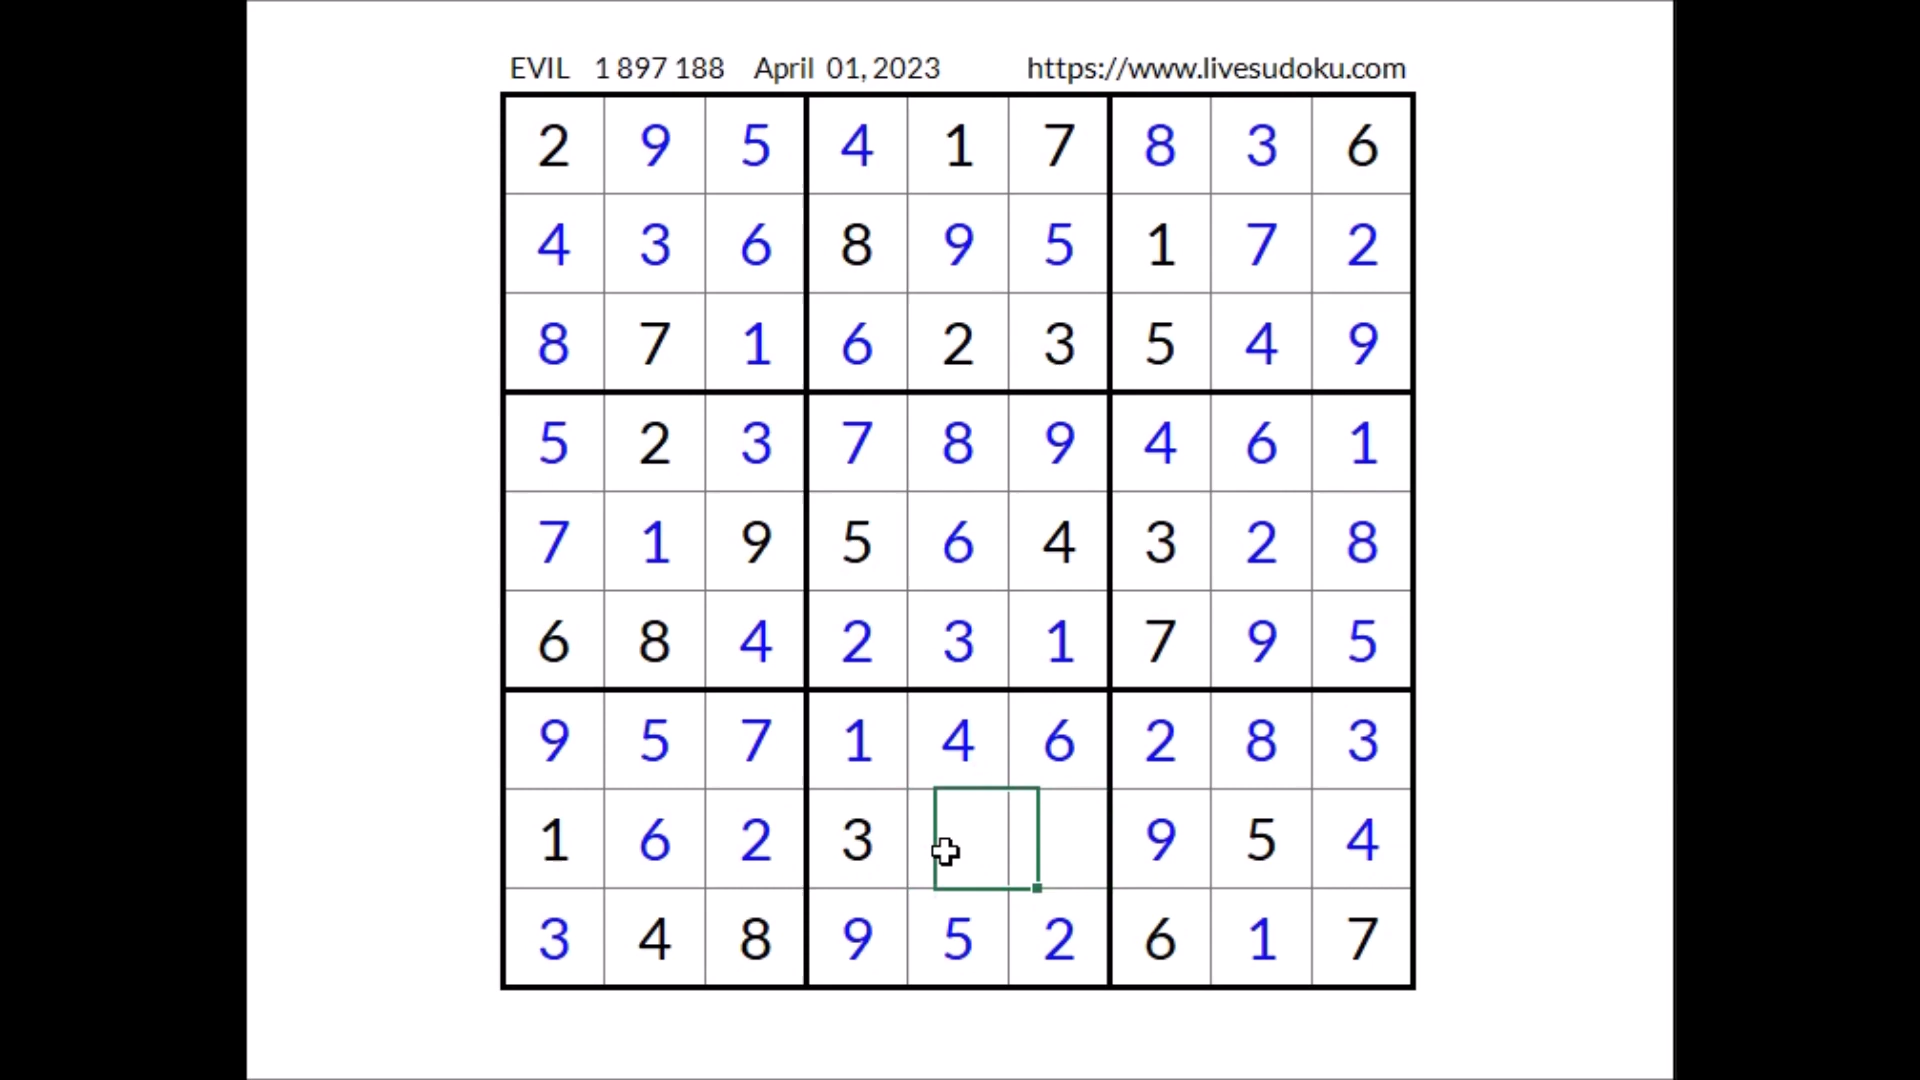 EVIL 1 897 188 April 01, 2023 https://www.livesudoku.com
2 9 5 4 1 7 8 3 6
4 3 6 8 9 5 1 7 2
8 7 1 6 2 3 5 4 9
5 2 3 7 8 9 4 6 1
7 1 9 5 6 4 3 2 8
6 8 4 2 3 1 7 9 5
9 5 7 1 4 6 2 8 3
1 6 2 3 9 5 4
3 4 8 9 5 2 6 1 7